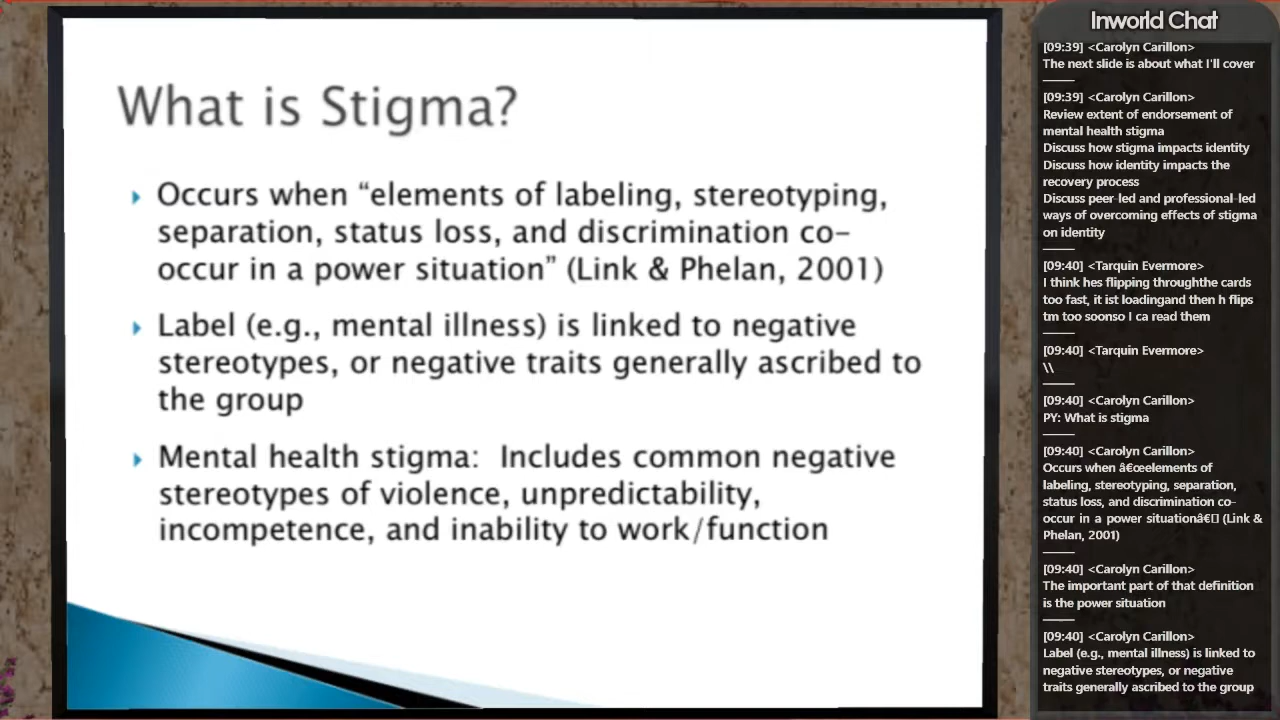 What is Stigma?
Occurs when “elements of labeling, stereotyping,
separation, status loss, and discrimination co-
occur in a power situation” (Link & Phelan, 2001)
Label (e.g., mental illness) is linked to negative
stereotypes, or negative traits generally ascribed to
the group
Mental health stigma: Includes common negative
stereotypes of violence, unpredictability,
incompetence, and inability to work/function
Inworld Chat
[09:39] <Carolyn Carillon>
The next slide is about what I'll cover
[09:39] <Carolyn Carillon>
Review extent of endorsement of
mental health stigma
Discuss how stigma impacts identity
Discuss how identity impacts the
recovery process
Discuss peer-led and professional-led
ways of overcoming effects of stigma
on identity
[09:40] <Tarquin Evermore>
I think hes flipping throughthe cards
too fast, it ist loadingand then h flips
tm too soonso I ca read them
[09:40] <Tarquin Evermore>
\\
[09:40] <Carolyn Carillon>
PY: What is stigma
[09:40] <Carolyn Carillon>
Occurs when â€œelements of
labeling, stereotyping, separation,
status loss, and discrimination co-
occur in a power situationâ€▯ (Link &
Phelan, 2001)
[09:40] <Carolyn Carillon>
The important part of that definition
is the power situation
[09:40] <Carolyn Carillon>
Label (e.g., mental illness) is linked to
negative stereotypes, or negative
traits generally ascribed to the group